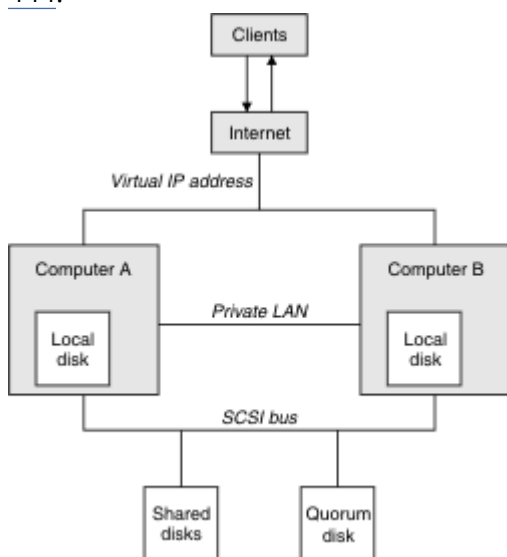 Clients
Internet
Virtual IP address
Computer A
Computer B
Private LAN
Local
disk
Local
disk
SCSI bus
Shared
disks
Quorum
disk